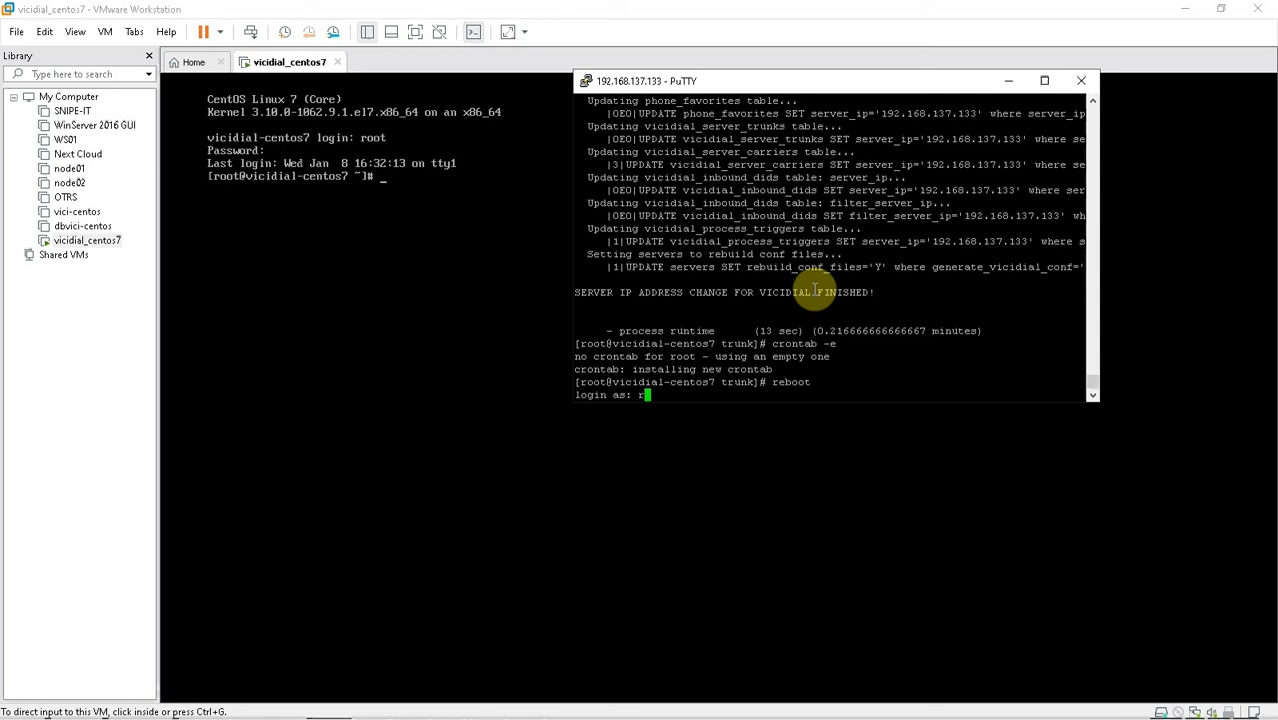 vicidial_centos7 - VMware Workstation
File Edit View VM Tabs Help
Library
Type here to search
My Computer
SNIPE-IT
WinServer 2016 GUI
WS01
Next Cloud
node01
node02
OTRS
vici-centos
dbvici-centos
vicidial_centos7
Shared VMs
Home
vicidial_centos7
CentOS Linux 7 (Core)
Kernel 3.10.0-1062.9.1.el7.x86_64 on an x86_64
vicidial-centos7 login: root
Password:
Last login: Wed Jan  8 16:32:13 on tty1
[root@vicidial-centos7 ~]# _
192.168.137.133 - PuTTY
Updating phone_favorites table...
|OEO|UPDATE phone_favorites SET server_ip='192.168.137.133' where server_ip
Updating vicidial_server_trunks table...
|OEO|UPDATE vicidial_server_trunks SET server_ip='192.168.137.133' where se
Updating vicidial_server_carriers table...
|3|UPDATE vicidial_server_carriers SET server_ip='192.168.137.133' where se
Updating vicidial_inbound_dids table: server_ip...
|OEO|UPDATE vicidial_inbound_dids SET server_ip='192.168.137.133' where ser
Updating vicidial_inbound_dids table: filter_server_ip...
|OEO|UPDATE vicidial_inbound_dids SET filter_server_ip='192.168.137.133' wh
Updating vicidial_process_triggers table...
|1|UPDATE vicidial_process_triggers SET server_ip='192.168.137.133' where s
Setting servers to rebuild conf files...
|1|UPDATE servers SET rebuild_conf_files='Y' where generate_vicidial_conf='
SERVER IP ADDRESS CHANGE FOR VICIDIAL FINISHED!
- process runtime     (13 sec) (0.216666666666667 minutes)
[root@vicidial-centos7 trunk]# crontab -e
no crontab for root - using an empty one
crontab: installing new crontab
[root@vicidial-centos7 trunk]# reboot
login as: r
To direct input to this VM, click inside or press Ctrl+G.